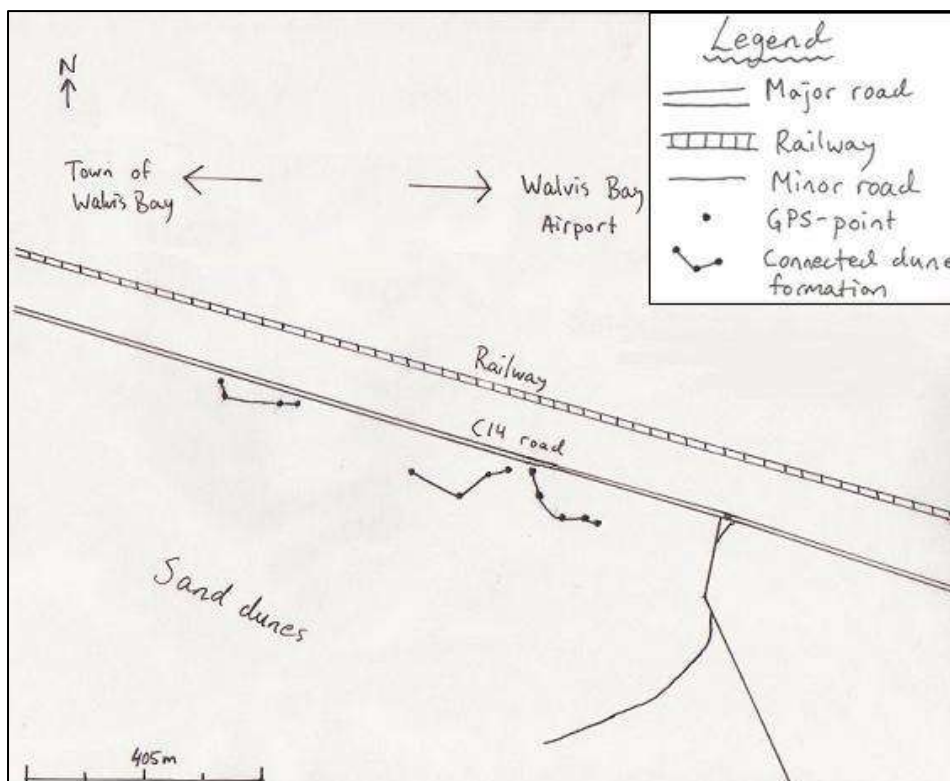 Legend
Major road
Railway
Minor road
GPS-point
Connected dune
formation
N
Town of
Walvis Bay
Walvis Bay
Airport
Railway
C14 road
Sand dunes
405m